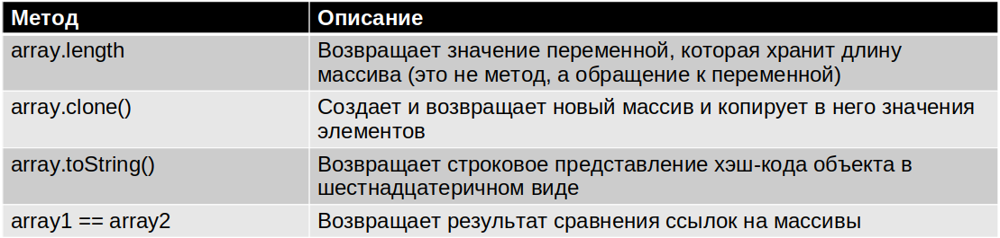 Метод Описание
array.length Возвращает значение переменной, которая хранит длину
массива (это не метод, а обращение к переменной)
array.clone() Создает и возвращает новый массив и копирует в него значения
элементов
array.toString() Возвращает строковое представление хэш-кода объекта в
шестнадцатеричном виде
array1 == array2 Возвращает результат сравнения ссылок на массивы